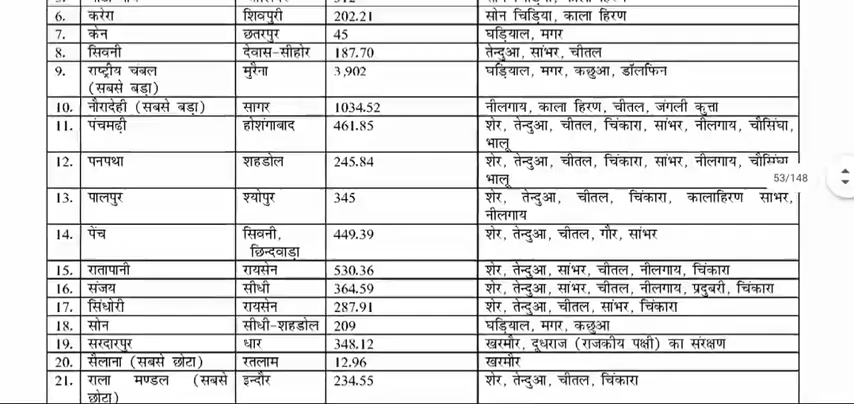 6. करेरा शिवपुरी 202.21 सोन चिड़िया, काला हिरण
7. केन छतरपुर 45 घड़ियाल, मगर
8. सिवनी देवास-सीहोर 187.70 तेन्दुआ, सांभर, चीतल
9. राष्ट्रीय चंबल मुरैना 3,902 घड़ियाल, मगर, कछुआ, डॉलफिन
(सबसे बड़ा)
10. नौरादेही (सबसे बड़ा) सागर 1034.52 नीलगाय, काला हिरण, चीतल, जंगली कुत्ता
11. पंचमढ़ी होशंगाबाद 461.85 शेर, तेन्दुआ, चीतल, चिंकारा, सांभर, नीलगाय, चौसिंघा,
भालू
12. पनपथा शहडोल 245.84 शेर, तेन्दुआ, चीतल, चिंकारा, सांभर, नीलगाय, चौसिंघा,
भालू
53/148
13. पालपुर श्योपुर 345 शेर, तेन्दुआ, चीतल, चिंकारा, कालाहिरण सांभर,
नीलगाय
14. पेंच सिवनी, 449.39 शेर, तेन्दुआ, चीतल, गौर, सांभर
छिन्दवाड़ा
15. रातापानी रायसेन 530.36 शेर, तेन्दुआ, सांभर, चीतल, नीलगाय, चिंकारा
16. संजय सीधी 364.59 शेर, तेन्दुआ, सांभर, चीतल, नीलगाय, प्रदुबरी, चिंकारा
17. सिंधोरी रायसेन 287.91 शेर, तेन्दुआ, चीतल, सांभर, चिंकारा
18. सोन सीधी-शहडोल 209 घड़ियाल, मगर, कछुआ
19. सरदारपुर धार 348.12 खरमौर, दूधराज (राजकीय पक्षी) का संरक्षण
20. सैलाना (सबसे छोटा) रतलाम 12.96 खरमौर
21. राला मण्डल (सबसे इन्दौर 234.55 शेर, तेन्दुआ, चीतल, चिंकारा
छोटा)